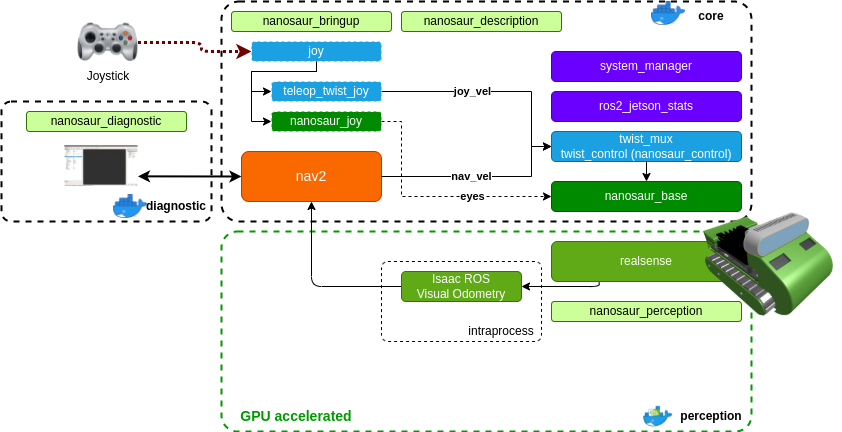 nanosaur_bringup
nanosaur_description
core
joy
Joystick
system_manager
teleop_twist_joy
joy_vel
ros2_jetson_stats
nanosaur_diagnostic
nanosaur_joy
twist_mux
twist_control (nanosaur_control)
nav2
nav_vel
eyes
nanosaur_base
diagnostic
realsense
Isaac ROS
Visual Odometry
nanosaur_perception
intraprocess
GPU accelerated
perception